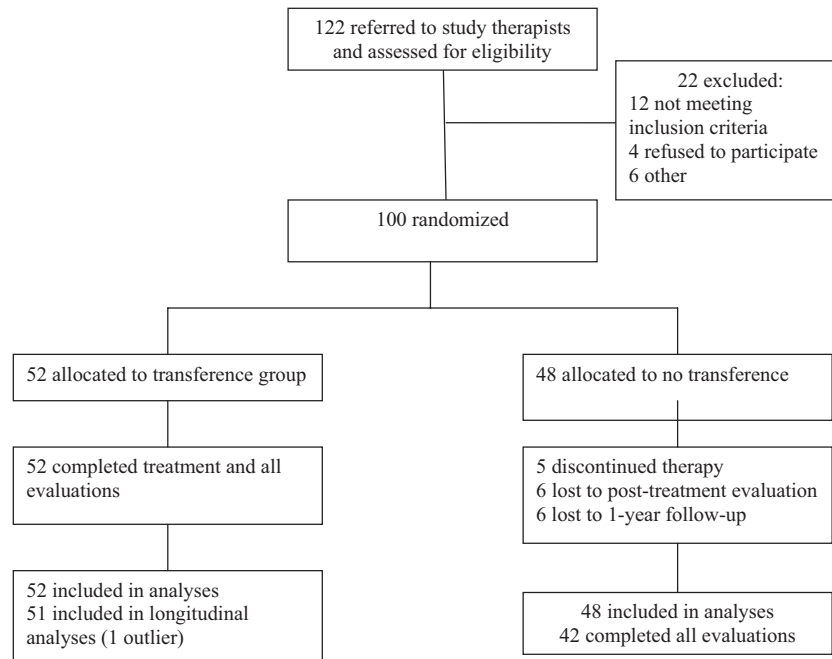 122 referred to study therapists
and assessed for eligibility
22 excluded:
12 not meeting
inclusion criteria
4 refused to participate
6 other
100 randomized
52 allocated to transference group
48 allocated to no transference
52 completed treatment and all
evaluations
5 discontinued therapy
6 lost to post-treatment evaluation
6 lost to 1-year follow-up
52 included in analyses
51 included in longitudinal
analyses (1 outlier)
48 included in analyses
42 completed all evaluations